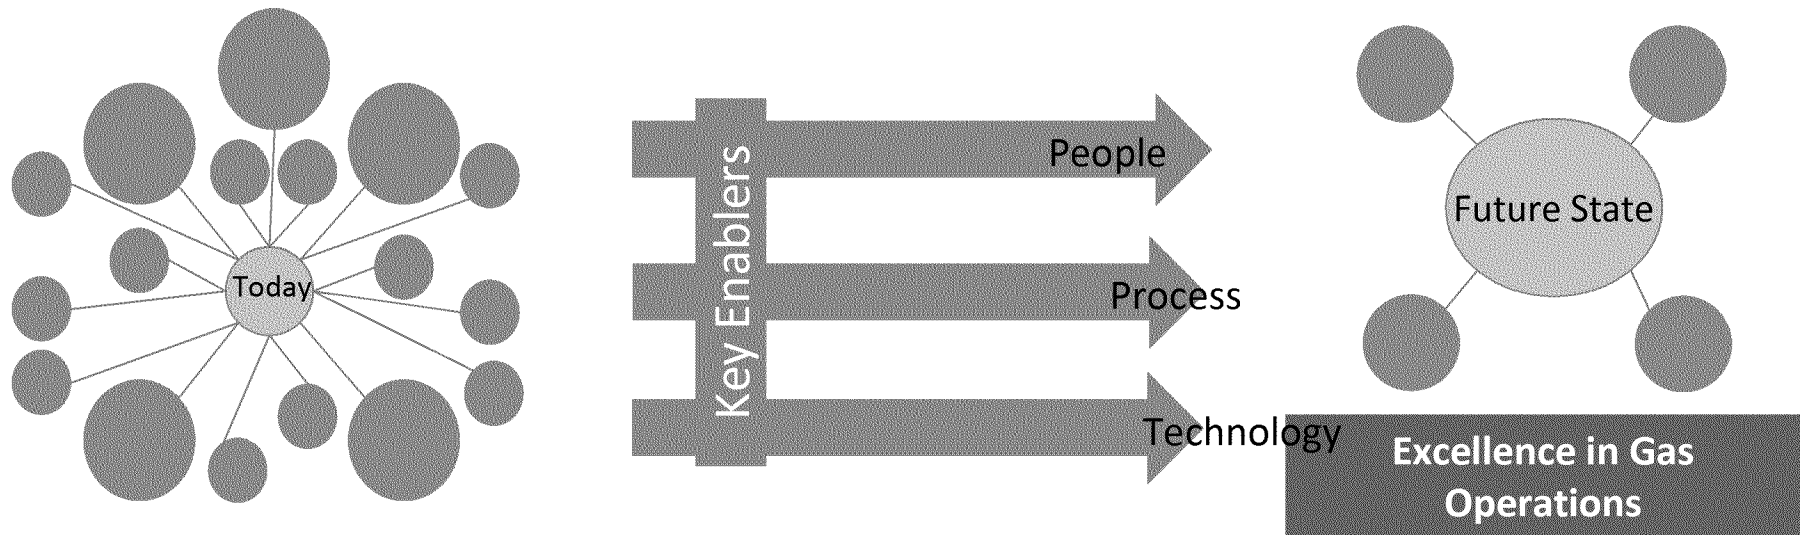 Today
Key Enablers
People
Process
Technology
Future State
Excellence in Gas
Operations